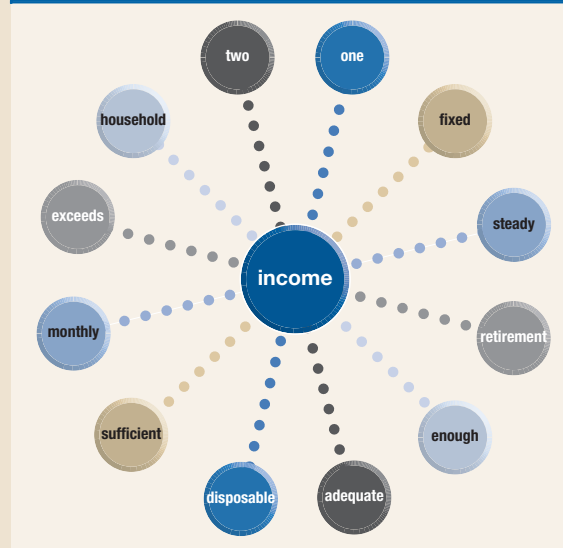 two
one
household
fixed
exceeds
steady
income
monthly
retirement
sufficient
enough
disposable
adequate